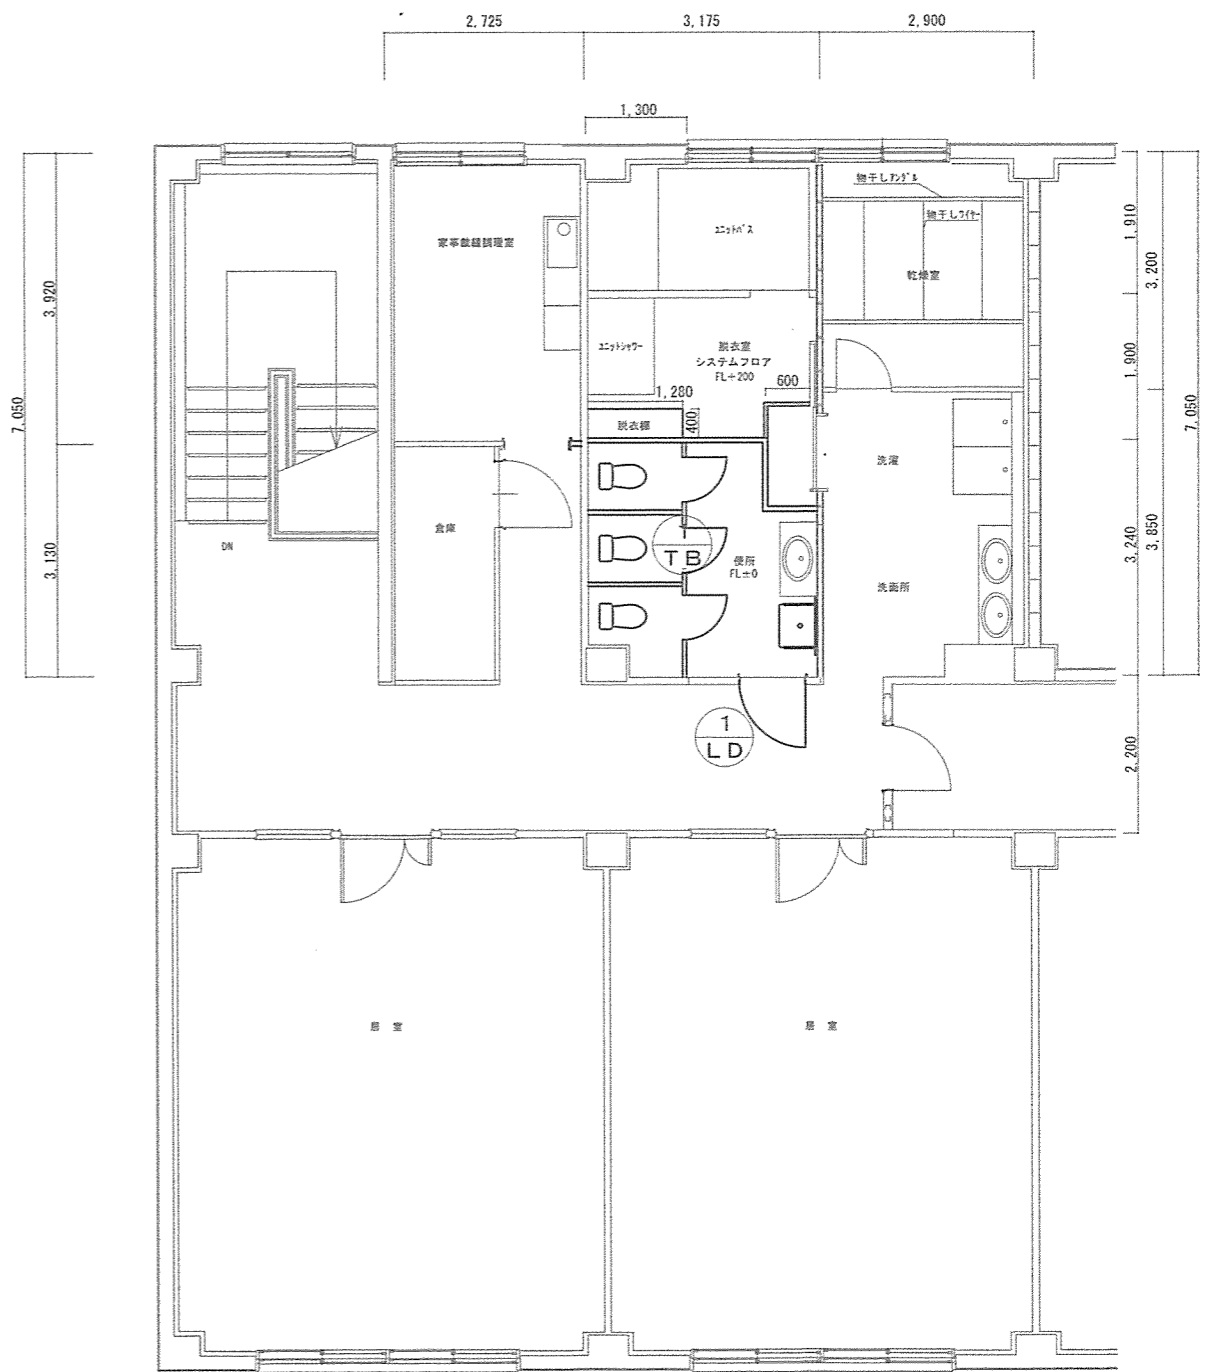 2,725
3,175
2,900
1,300
物干しｱﾝｸﾞﾙ
物干しﾜｲﾔｰ
ﾕﾆｯﾄﾊﾞｽ
家事裁縫調理室
乾燥室
1,910
3,200
3,920
ﾕﾆｯﾄｼｬﾜｰ
脱衣室
システムフロア
FL+200
1,900
1,280
600
400
脱衣棚
7,050
7,050
洗濯
倉庫
DN
1
TB
便所
FL±0
3,130
3,240
3,850
洗面所
1
LD
2,200
居 室
居 室